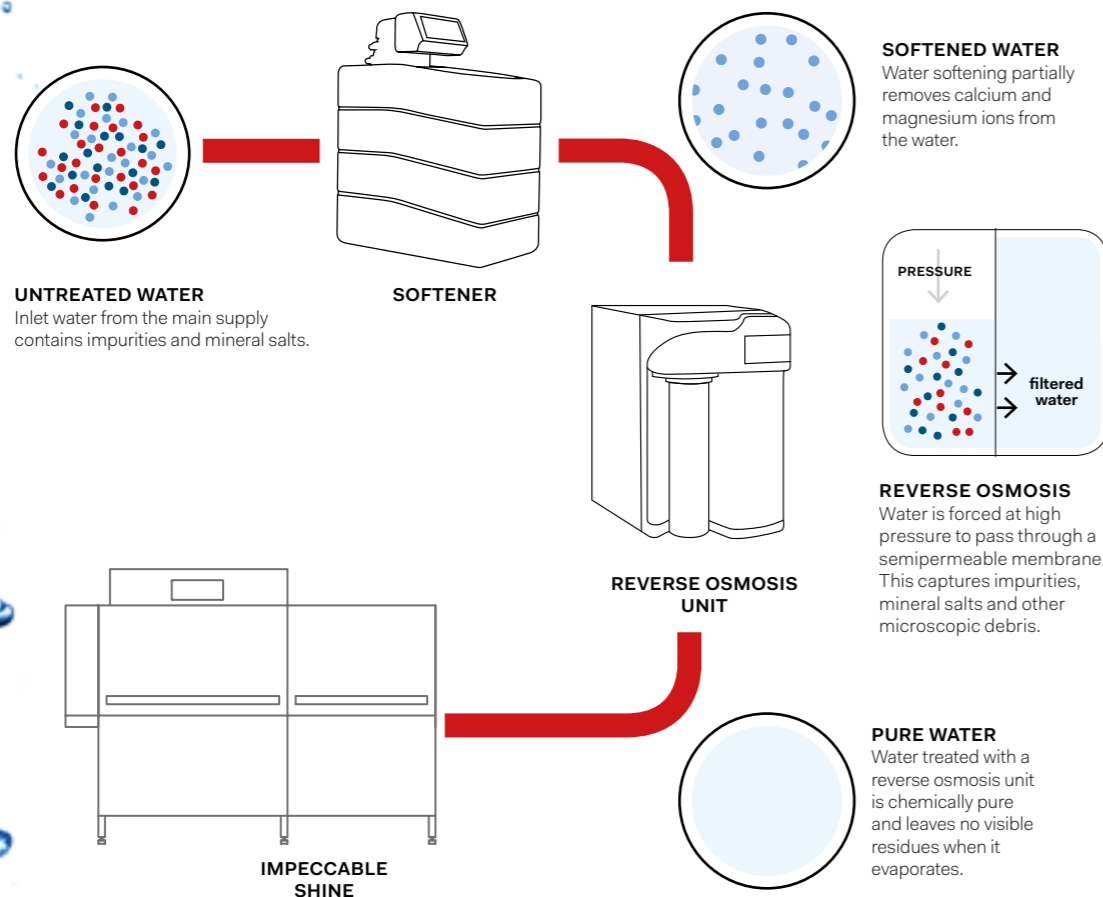 SOFTENED WATER
Water softening partially
removes calcium and
magnesium ions from
the water.
UNTREATED WATER
Inlet water from the main supply
contains impurities and mineral salts.
SOFTENER
PRESSURE
filtered
water
REVERSE OSMOSIS
Water is forced at high
pressure to pass through a
semipermeable membrane
This captures impurities,
mineral salts and other
microscopic debris.
REVERSE OSMOSIS
UNIT
PURE WATER
Water treated with a
reverse osmosis unit
is chemically pure
and leaves no visible
residues when it
evaporates.
IMPECCABLE
SHINE